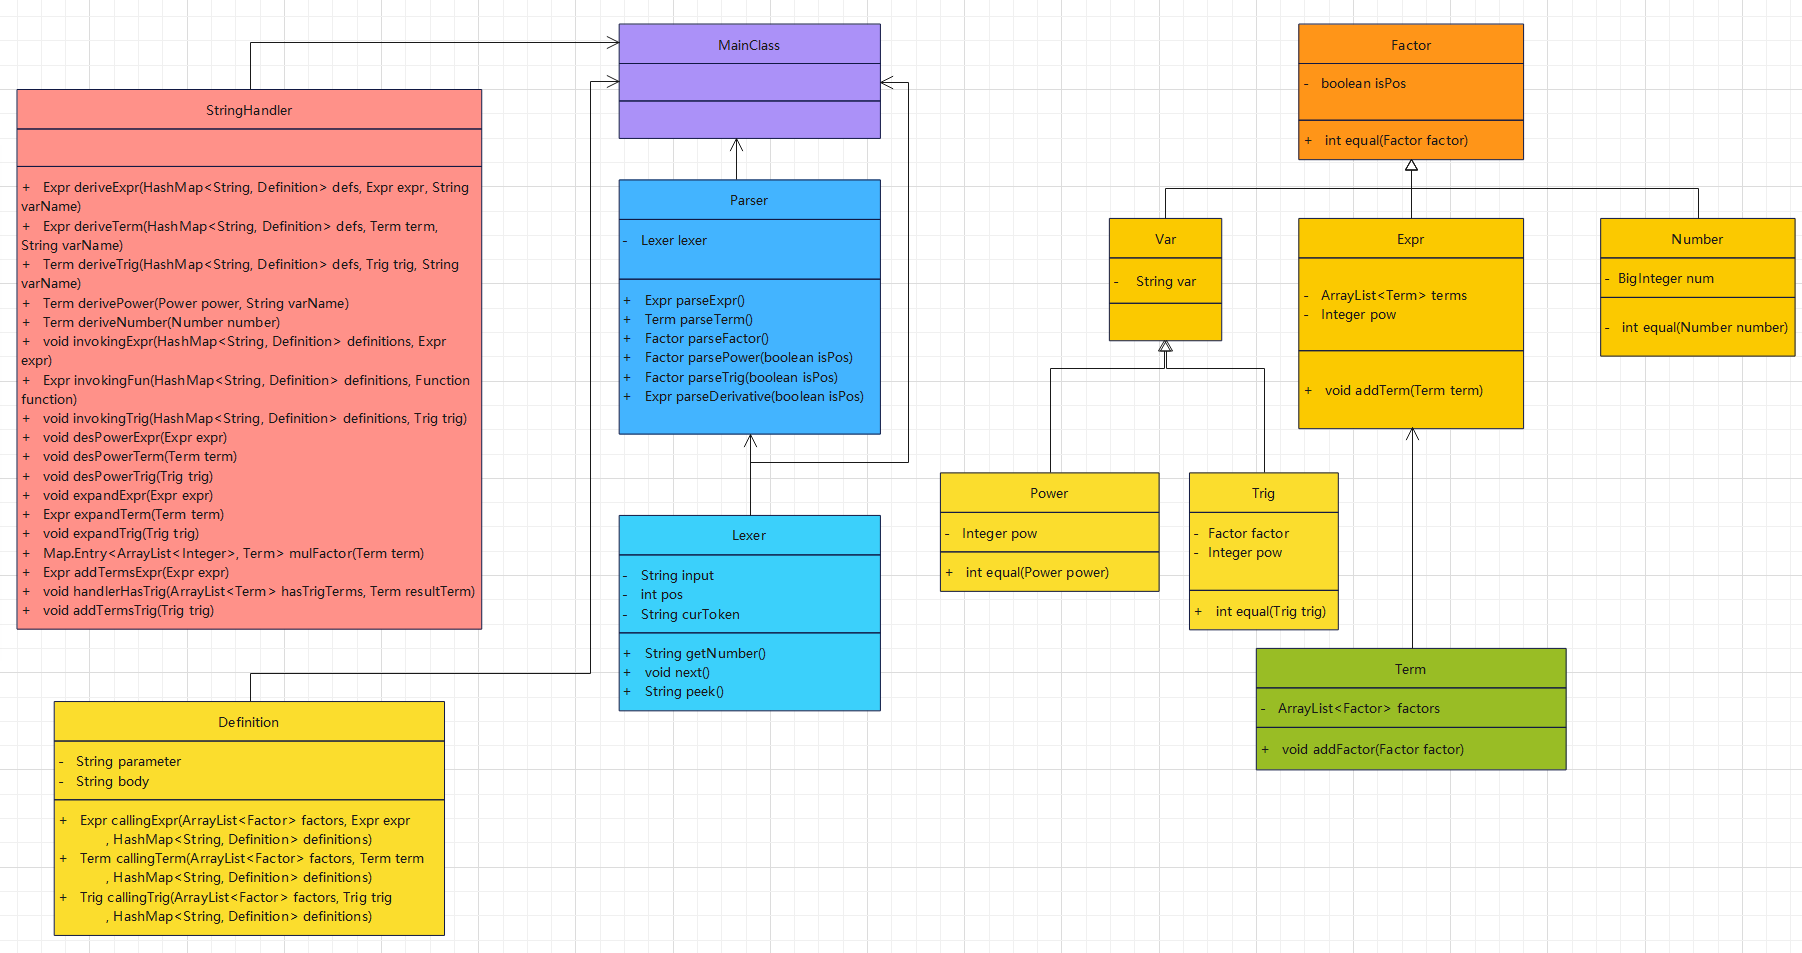 StringHandler
+ Expr deriveExpr(HashMap<String, Definition> defs, Expr expr, String
varName)
+ Expr deriveTerm(HashMap<String, Definition> defs, Term term,
String varName)
+ Term deriveTrig(HashMap<String, Definition> defs, Trig trig, String
varName)
+ Term derivePower(Power power, String varName)
+ Term deriveNumber(Number number)
+ void invokingExpr(HashMap<String, Definition> definitions, Expr
expr)
+ Expr invokingFun(HashMap<String, Definition> definitions, Function
function)
+ void invokingTrig(HashMap<String, Definition> definitions, Trig trig)
+ void desPowerExpr(Expr expr)
+ void desPowerTerm(Term term)
+ void desPowerTrig(Trig trig)
+ void expandExpr(Expr expr)
+ Expr expandTerm(Term term)
+ void expandTrig(Trig trig)
+ Map.Entry<ArrayList<Integer>, Term> mulFactor(Term term)
+ Expr addTermsExpr(Expr expr)
+ void handlerHasTrig(ArrayList<Term> hasTrigTerms, Term resultTerm)
+ void addTermsTrig(Trig trig)
Definition
- String parameter
- String body
+ Expr callingExpr(ArrayList<Factor> factors, Expr expr
, HashMap<String, Definition> definitions)
+ Term callingTerm(ArrayList<Factor> factors, Term term
, HashMap<String, Definition> definitions)
+ Trig callingTrig(ArrayList<Factor> factors, Trig trig
, HashMap<String, Definition> definitions)
MainClass
Parser
- Lexer lexer
+ Expr parseExpr()
+ Term parseTerm()
+ Factor parseFactor()
+ Factor parsePower(boolean isPos)
+ Factor parseTrig(boolean isPos)
+ Expr parseDerivative(boolean isPos)
Lexer
- String input
- int pos
- String curToken
+ String getNumber()
+ void next()
+ String peek()
Factor
- boolean isPos
+ int equal(Factor factor)
Var
- String var
Expr
- ArrayList<Term> terms
- Integer pow
+ void addTerm(Term term)
Number
- BigInteger num
- int equal(Number number)
Power
- Integer pow
+ int equal(Power power)
Trig
- Factor factor
- Integer pow
+ int equal(Trig trig)
Term
- ArrayList<Factor> factors
+ void addFactor(Factor factor)